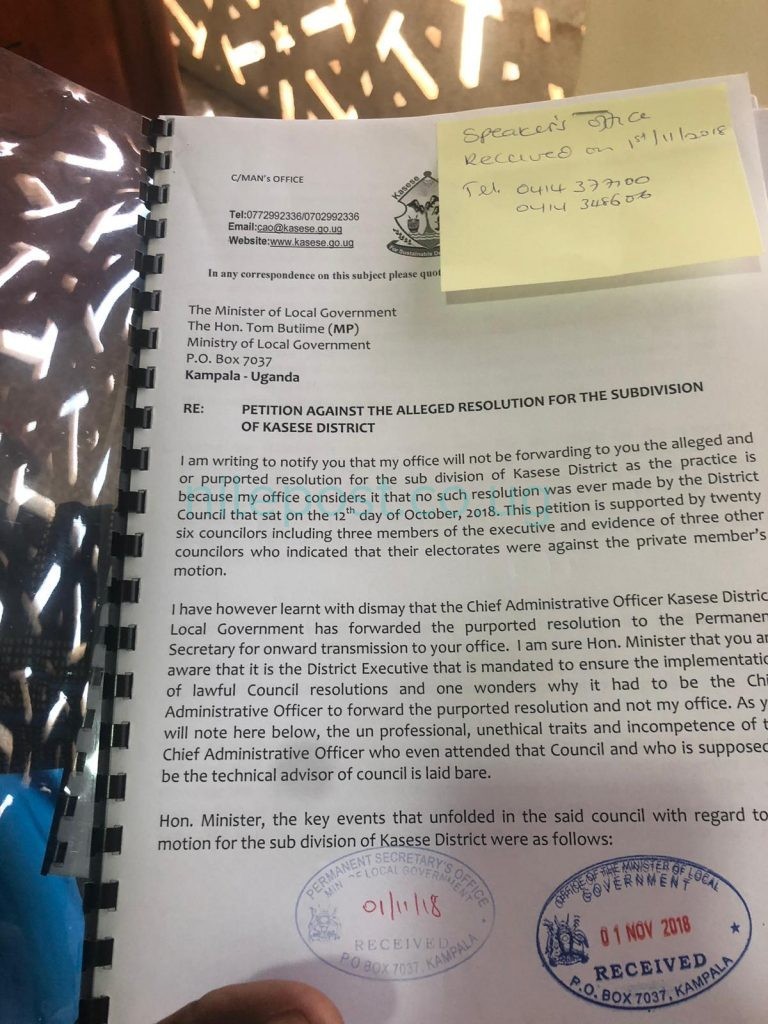 Speaker's office
Received on 1st/11/2018
Tel. 0414 377100
0414 348606
C/MAN's OFFICE
Kasese
Tel:0772992336/0702992336
Email:cao@kasese.go.ug
Website:www.kasese.go.ug
For Sustainable De
In any correspondence on this subject please quot
The Minister of Local Government
The Hon. Tom Butiime (MP)
Ministry of Local Government
P.O. Box 7037
Kampala - Uganda
RE: PETITION AGAINST THE ALLEGED RESOLUTION FOR THE SUBDIVISION
OF KASESE DISTRICT
I am writing to notify you that my office will not be forwarding to you the alleged and
or purported resolution for the sub division of Kasese District as the practice is
because my office considers it that no such resolution was ever made by the District
Council that sat on the 12th day of October, 2018. This petition is supported by twenty
six councilors including three members of the executive and evidence of three other
councilors who indicated that their electorates were against the private member's
motion.
nilepost.co.ug
I have however learnt with dismay that the Chief Administrative Officer Kasese Distric
Local Government has forwarded the purported resolution to the Permanen
Secretary for onward transmission to your office. I am sure Hon. Minister that you ar
aware that it is the District Executive that is mandated to ensure the implementatio
of lawful Council resolutions and one wonders why it had to be the Chi
Administrative Officer to forward the purported resolution and not my office. As y
will note here below, the un professional, unethical traits and incompetence of t
Chief Administrative Officer who even attended that Council and who is supposed
be the technical advisor of council is laid bare.
Hon. Minister, the key events that unfolded in the said council with regard to
motion for the sub division of Kasese District were as follows:
PERMANENT SECRETARY'S OFFICE
MIN OF LOCAL GOVERNMENT
01/11/18
RECEIVED
P O BOX 7037, KAMPALA
OFFICE OF THE MINISTER OF LOCAL
GOVERNMENT
01 NOV 2018
RECEIVED
P.O. BOX 7037, KAMPALA